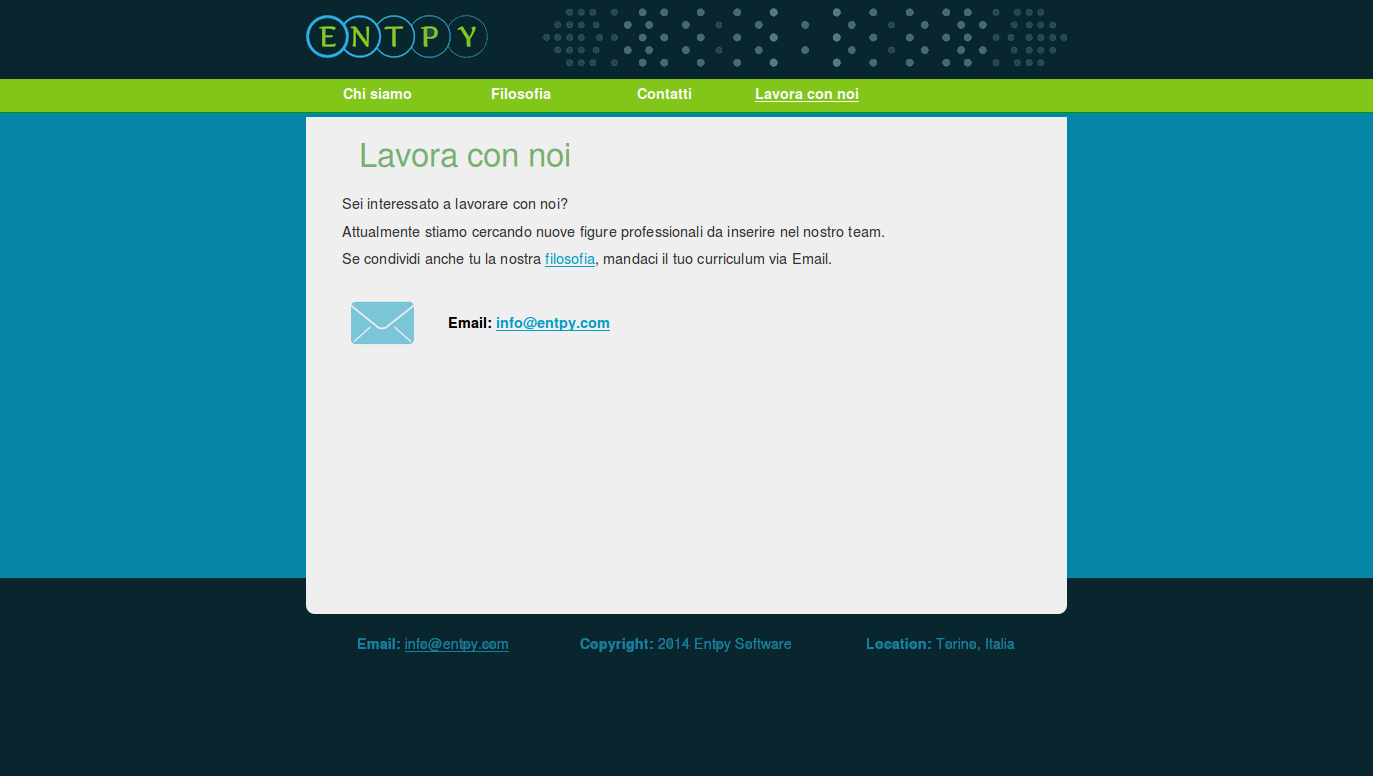 ENTPY
Chi siamo Filosofia Contatti Lavora con noi
Lavora con noi
Sei interessato a lavorare con noi?
Attualmente stiamo cercando nuove figure professionali da inserire nel nostro team.
Se condividi anche tu la nostra filosofia, mandaci il tuo curriculum via Email.
Email: info@entpy.com
Email: info@entpy.com Copyright: 2014 Entpy Software Location: Torino, Italia